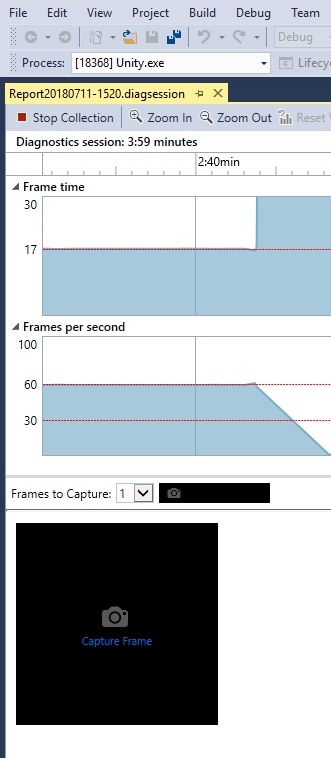 File Edit View Project Build Debug Team
Debug
Process: [18368] Unity.exe Lifecyc
Report20180711-1520.diagsession
Stop Collection Zoom In Zoom Out Reset
Diagnostics session: 3:59 minutes
2:40min
Frame time
30
17
Frames per second
100
60
30
Frames to Capture: 1
Capture Frame